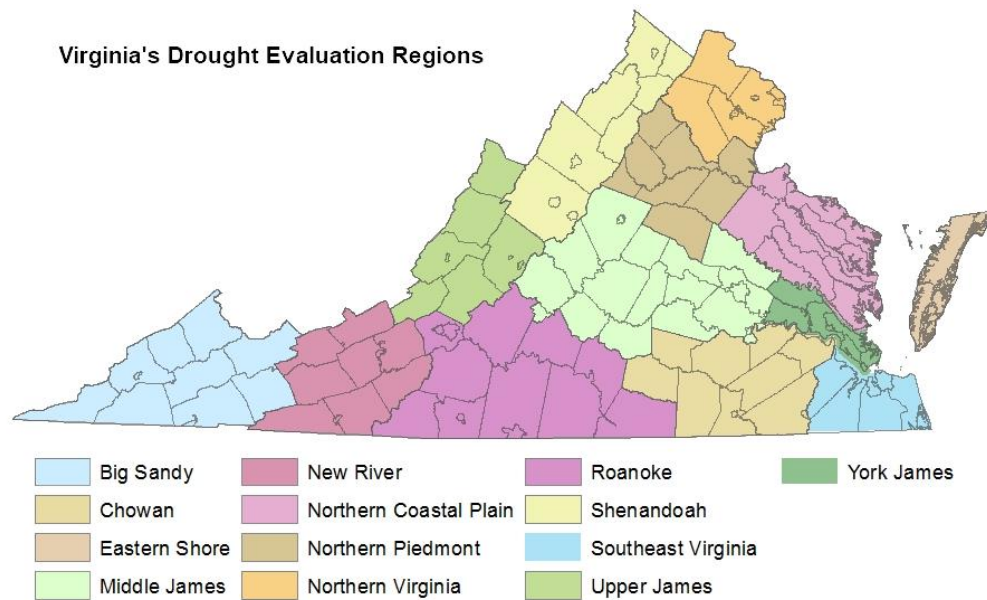 Virginia's Drought Evaluation Regions
Big Sandy
New River
Roanoke
York James
Chowan
Northern Coastal Plain
Shenandoah
Eastern Shore
Northern Piedmont
Southeast Virginia
Middle James
Northern Virginia
Upper James